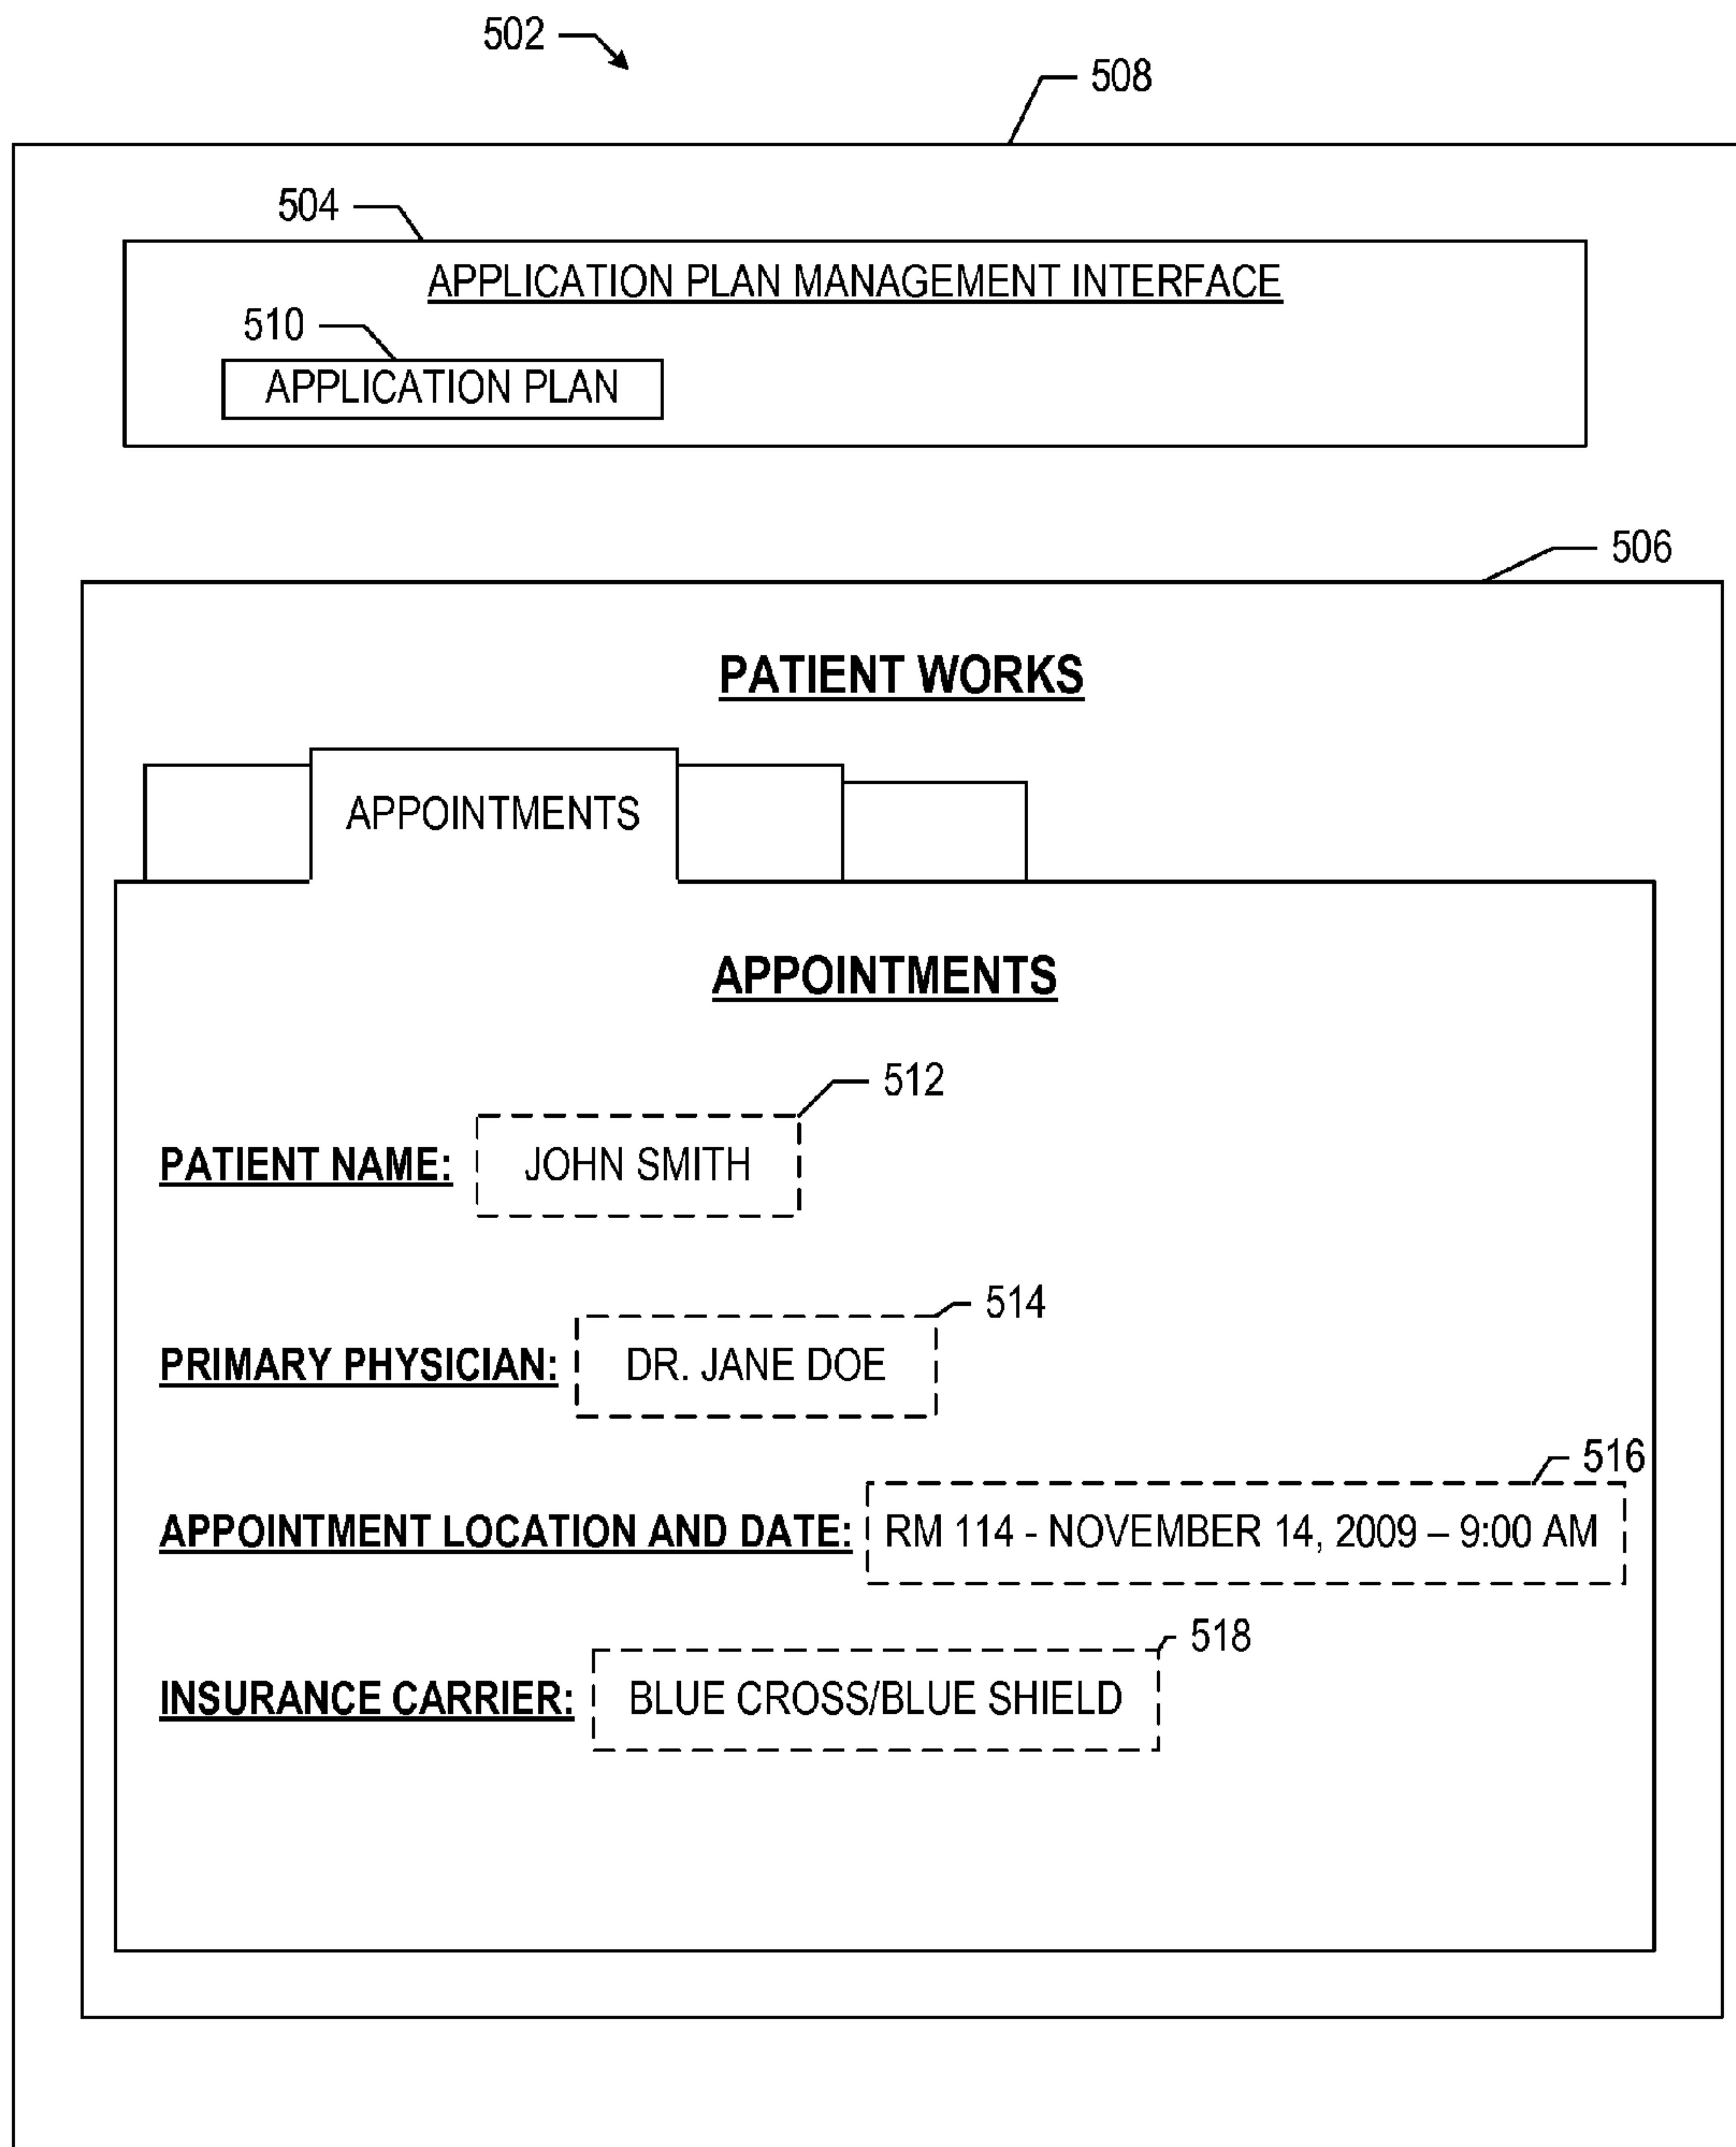 502
508
504
APPLICATION PLAN MANAGEMENT INTERFACE
510
APPLICATION PLAN
506
PATIENT WORKS
APPOINTMENTS
APPOINTMENTS
512
PATIENT NAME: JOHN SMITH
514
PRIMARY PHYSICIAN: DR. JANE DOE
516
APPOINTMENT LOCATION AND DATE: RM 114 - NOVEMBER 14, 2009 – 9:00 AM
518
INSURANCE CARRIER: BLUE CROSS/BLUE SHIELD